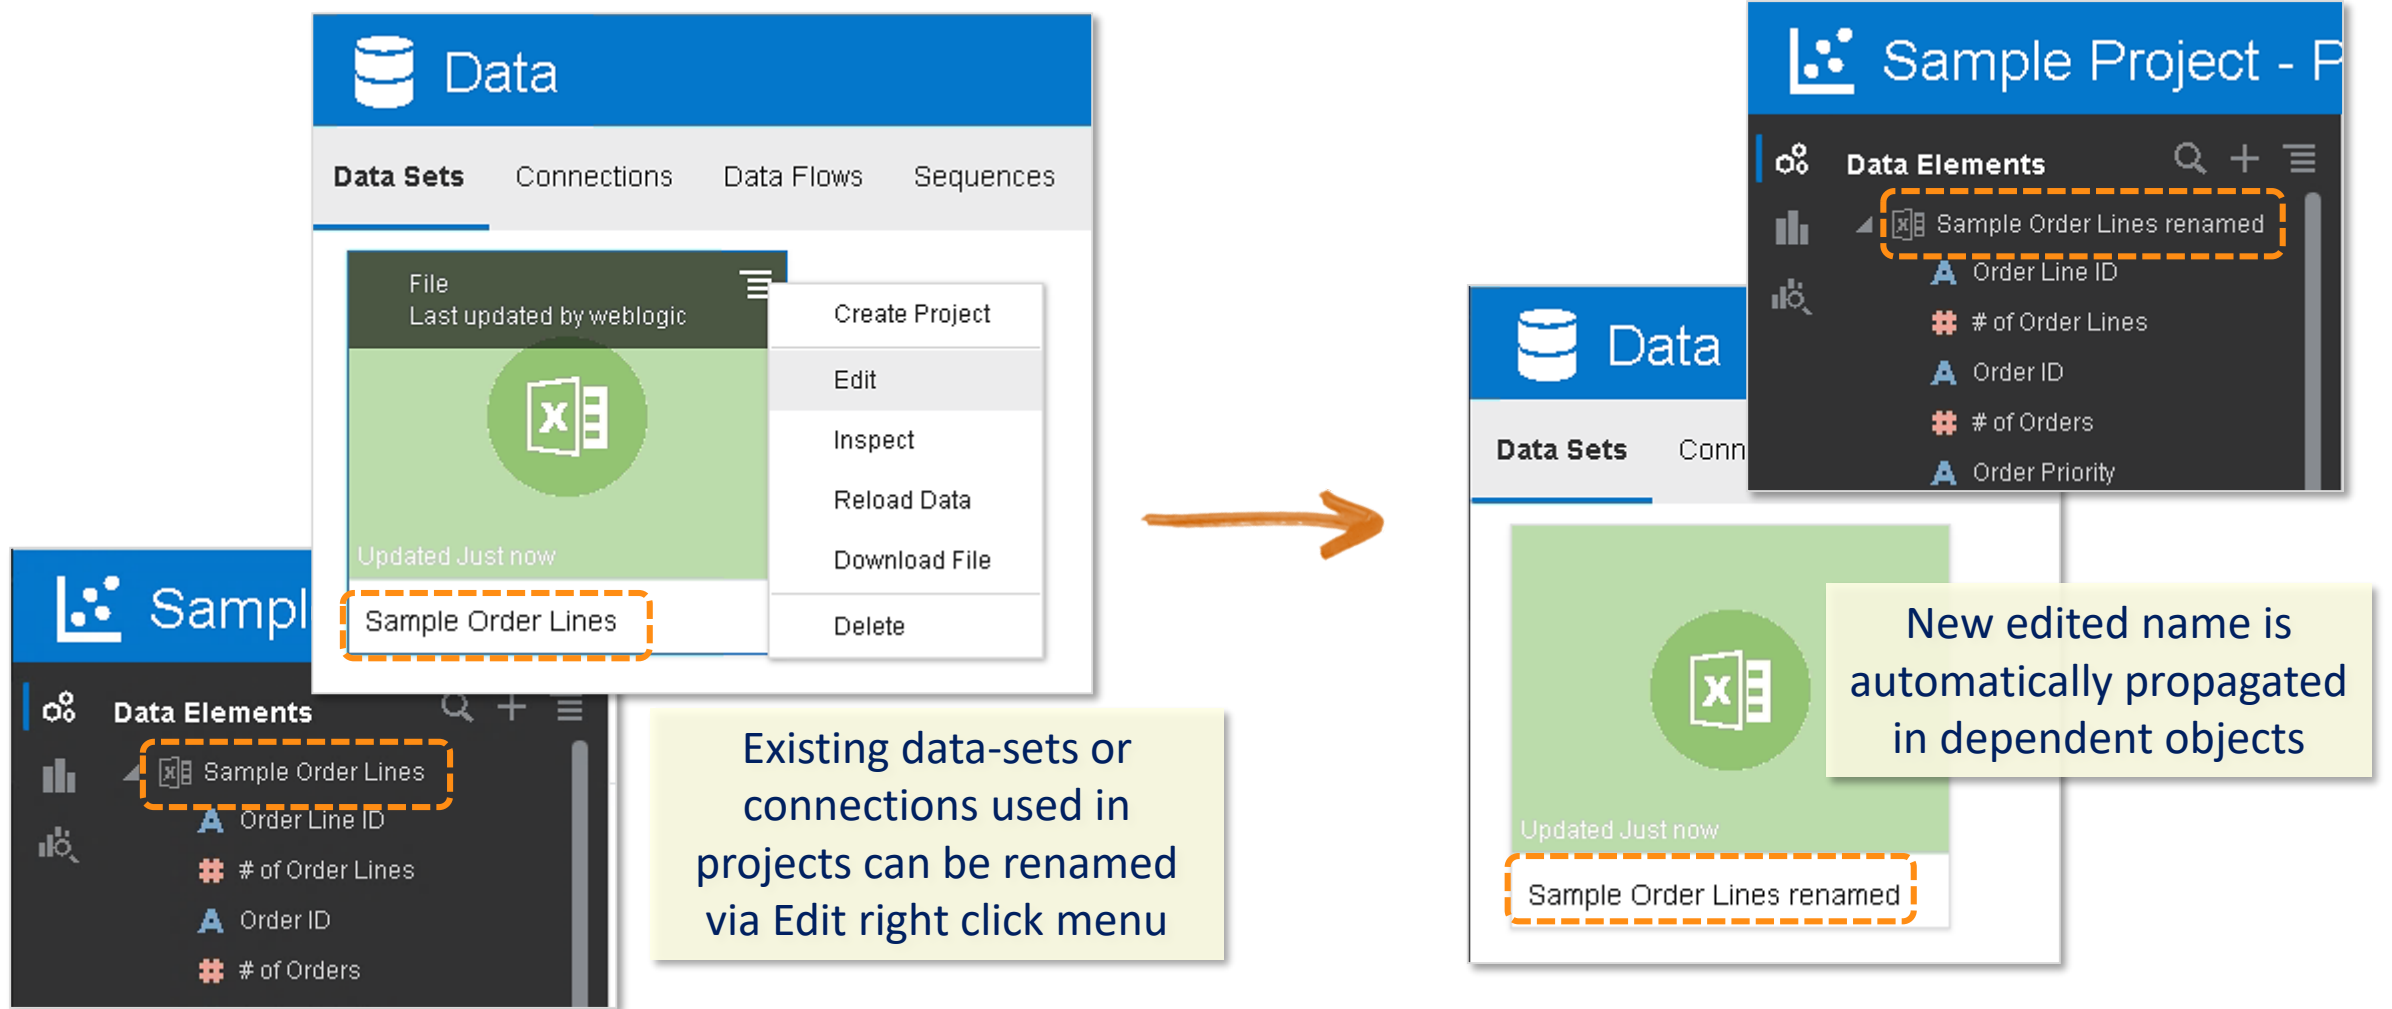 Data
Data Sets Connections Data Flows Sequences
File
Last updated by weblogic
Updated Just now
Sample Order Lines
Create Project
Edit
Inspect
Reload Data
Download File
Delete
Sampl
Data Elements
Sample Order Lines
A Order Line ID
# # of Order Lines
A Order ID
# # of Orders
Existing data-sets or
connections used in
projects can be renamed
via Edit right click menu
Sample Project - P
Data Elements
Sample Order Lines renamed
A Order Line ID
# # of Order Lines
A Order ID
# # of Orders
A Order Priority
Data
Data Sets Conn
Updated Just now
Sample Order Lines renamed
New edited name is
automatically propagated
in dependent objects